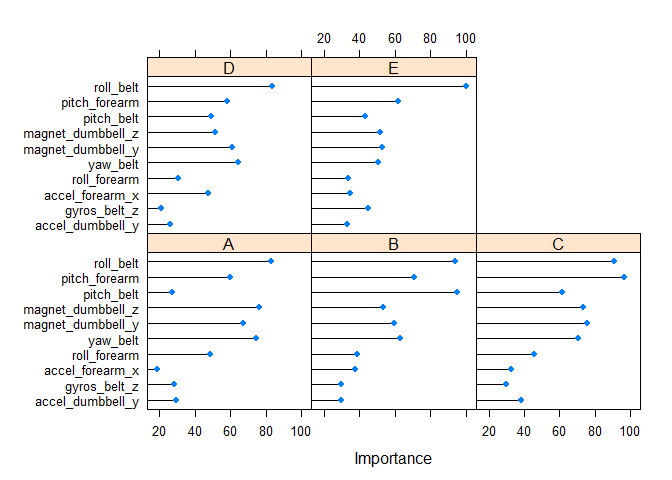 20 40 60 80 100
D E
roll_belt
pitch_forearm
pitch_belt
magnet_dumbbell_z
magnet_dumbbell_y
yaw_belt
roll_forearm
accel_forearm_x
gyros_belt_z
accel_dumbbell_y
A B C
roll_belt
pitch_forearm
pitch_belt
magnet_dumbbell_z
magnet_dumbbell_y
yaw_belt
roll_forearm
accel_forearm_x
gyros_belt_z
accel_dumbbell_y
20 40 60 80 100 20 40 60 80 100
Importance